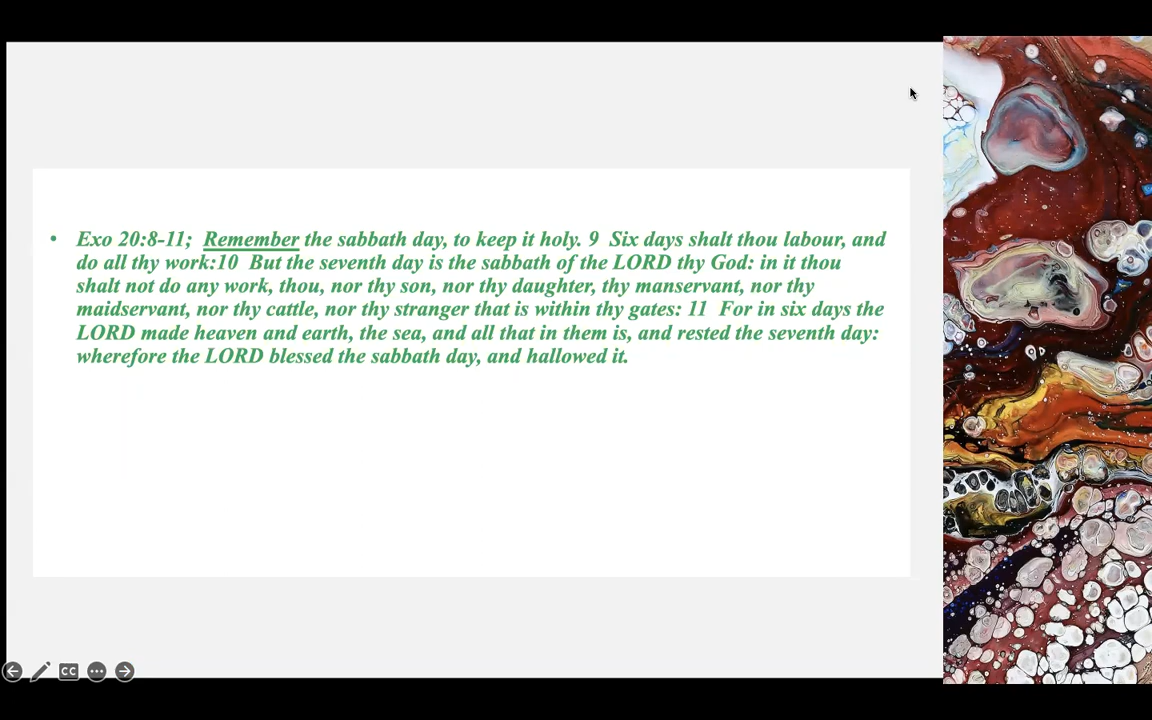 • Exo 20:8-11;  Remember the sabbath day, to keep it holy. 9  Six days shalt thou labour, and
do all thy work:10  But the seventh day is the sabbath of the LORD thy God: in it thou
shalt not do any work, thou, nor thy son, nor thy daughter, thy manservant, nor thy
maidservant, nor thy cattle, nor thy stranger that is within thy gates: 11  For in six days the
LORD made heaven and earth, the sea, and all that in them is, and rested the seventh day:
wherefore the LORD blessed the sabbath day, and hallowed it.
CC